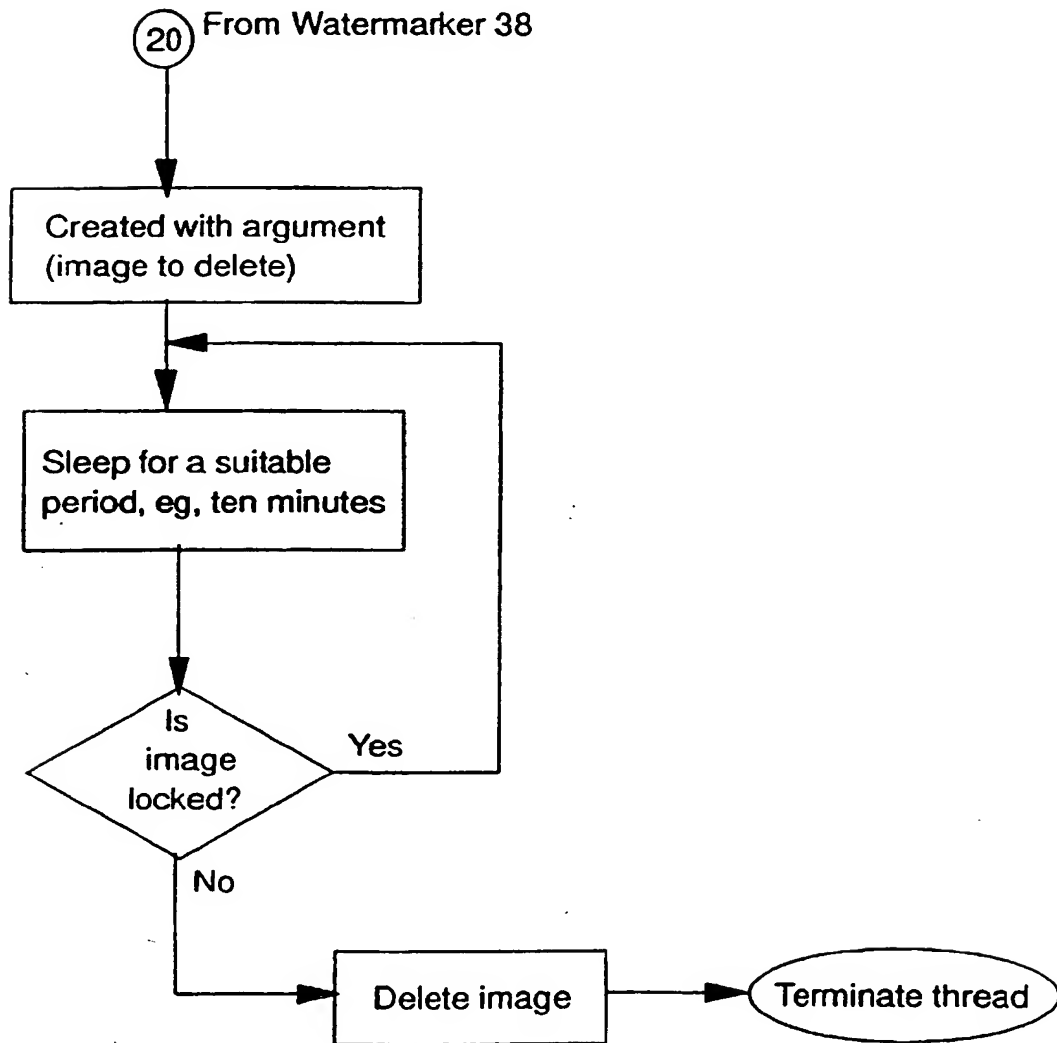 20 From Watermarker 38
Created with argument
(image to delete)
Sleep for a suitable
period, eg, ten minutes
Is
image
locked?
Yes
No
Delete image
Terminate thread